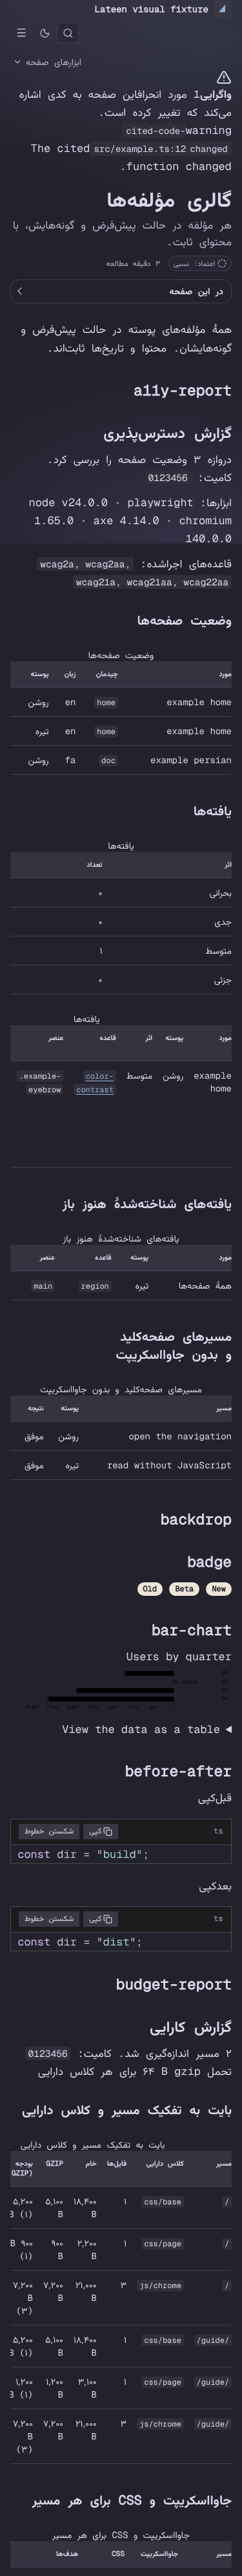 Lateen visual fixture
ابزارهای صفحه
واگرایی۱ مورد انحرافاین صفحه به کدی اشاره
می‌کند که تغییر کرده است.
cited-code-warning
The cited src/example.ts:12 changed
function changed.
گالری مؤلفه‌ها
هر مؤلفه در حالت پیش‌فرض و گونه‌هایش، با
محتوای ثابت.
اعتماد: نسبی
۳ دقیقه مطالعه
در این صفحه
همهٔ مؤلفه‌های پوسته در حالت پیش‌فرض و
گونه‌هایشان. محتوا و تاریخ‌ها ثابت‌اند.
a11y-report
گزارش دسترس‌پذیری
دروازه ۳ وضعیت صفحه را بررسی کرد.
کامیت: 0123456
ابزارها: node v24.0.0 · playwright
1.65.0 · axe 4.14.0 · chromium
140.0.0
قاعده‌های اجراشده: wcag2a, wcag2aa,
wcag21a, wcag21aa, wcag22aa
وضعیت صفحه‌ها
وضعیت صفحه‌ها
مورد چیدمان زبان پوسته
example home home en روشن
example home home en تیره
example persian doc fa روشن
یافته‌ها
یافته‌ها
اثر تعداد
بحرانی ۰
جدی ۰
متوسط ۱
جزئی ۰
یافته‌ها
مورد پوسته اثر قاعده عنصر
example home روشن متوسط color-contrast .example-eyebrow
یافته‌های شناخته‌شدهٔ هنوز باز
یافته‌های شناخته‌شدهٔ هنوز باز
مورد پوسته قاعده عنصر
همهٔ صفحه‌ها تیره region main
مسیرهای صفحه‌کلید
و بدون جاوااسکریپت
مسیرهای صفحه‌کلید و بدون جاوااسکریپت
مسیر پوسته نتیجه
open the navigation روشن موفق
read without JavaScript تیره موفق
backdrop
badge
New Beta Old
bar-chart
Users by quarter
View the data as a table
before-after
قبل‌کپی
ts کپی شکستن خطوط
const dir = "build";
بعدکپی
ts کپی شکستن خطوط
const dir = "dist";
budget-report
گزارش کارایی
۲ مسیر اندازه‌گیری شد. کامیت: 0123456
تحمل ۶۴ B gzip برای هر کلاس دارایی
بایت به تفکیک مسیر و کلاس دارایی
بایت به تفکیک مسیر و کلاس دارایی
مسیر کلاس دارایی فایل‌ها خام GZIP بودجه (GZIP
/ css/base ۱ ۱۸,۴۰۰ B ۵,۱۰۰ B ۵,۲۰۰ B (۱)
/ css/page ۱ ۲,۲۰۰ B ۹۰۰ B ۹۰۰ B (۱)
/ js/chrome ۳ ۲۱,۰۰۰ B ۷,۲۰۰ B ۷,۲۰۰ B (۳)
/guide/ css/base ۱ ۱۸,۴۰۰ B ۵,۱۰۰ B ۵,۲۰۰ B (۱)
/guide/ css/page ۱ ۳,۱۰۰ B ۱,۲۰۰ B ۱,۲۰۰ B (۱)
/guide/ js/chrome ۳ ۲۱,۰۰۰ B ۷,۲۰۰ B ۷,۲۰۰ B (۳)
جاوااسکریپت و CSS برای هر مسیر
جاوااسکریپت و CSS برای هر مسیر
مسیر جاوااسکریپت CSS هدف‌ها